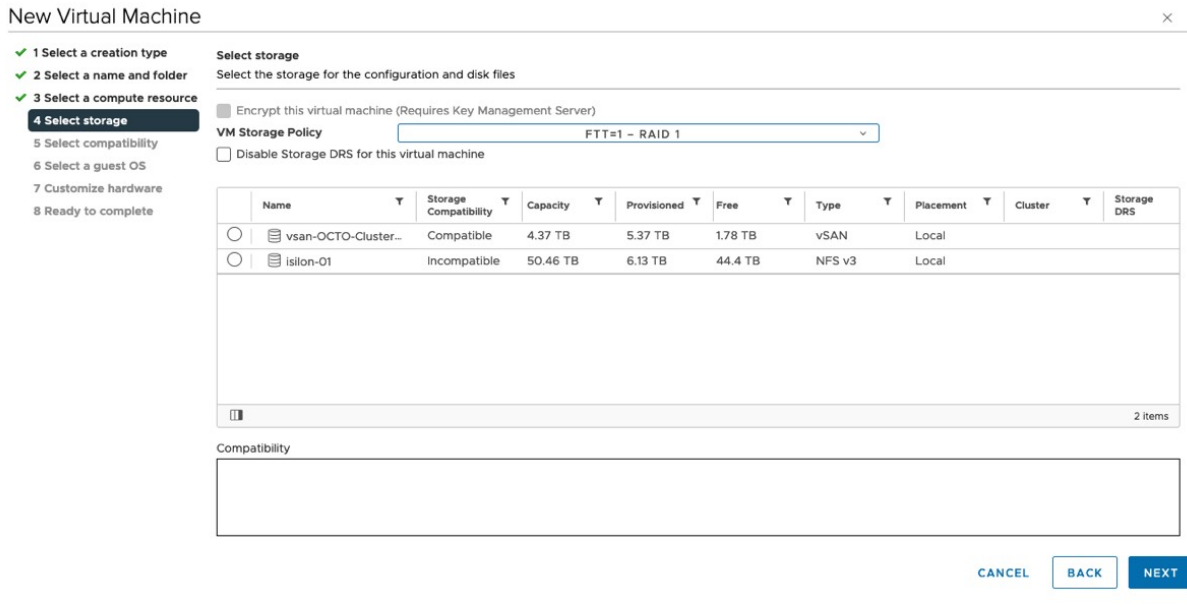 New Virtual Machine
1 Select a creation type
2 Select a name and folder
3 Select a compute resource
4 Select storage
5 Select compatibility
6 Select a guest OS
7 Customize hardware
8 Ready to complete
Select storage
Select the storage for the configuration and disk files
Encrypt this virtual machine (Requires Key Management Server)
VM Storage Policy FTT=1 – RAID 1
Disable Storage DRS for this virtual machine
Name Storage Compatibility Capacity Provisioned Free Type Placement Cluster Storage DRS
vsan-OCTO-Cluster... Compatible 4.37 TB 5.37 TB 1.78 TB vSAN Local
isilon-01 Incompatible 50.46 TB 6.13 TB 44.4 TB NFS v3 Local
2 items
Compatibility
CANCEL BACK NEXT